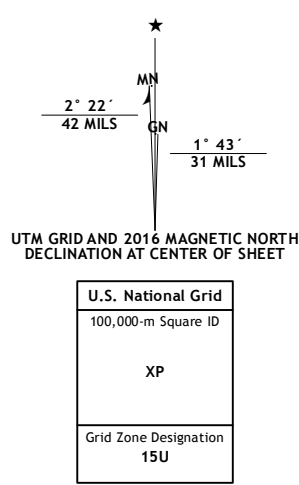 ★
MN
2° 22´
42 MILS
GN
1° 43´
31 MILS
UTM GRID AND 2016 MAGNETIC NORTH
DECLINATION AT CENTER OF SHEET
U.S. National Grid
100,000-m Square ID
XP
Grid Zone Designation
15U